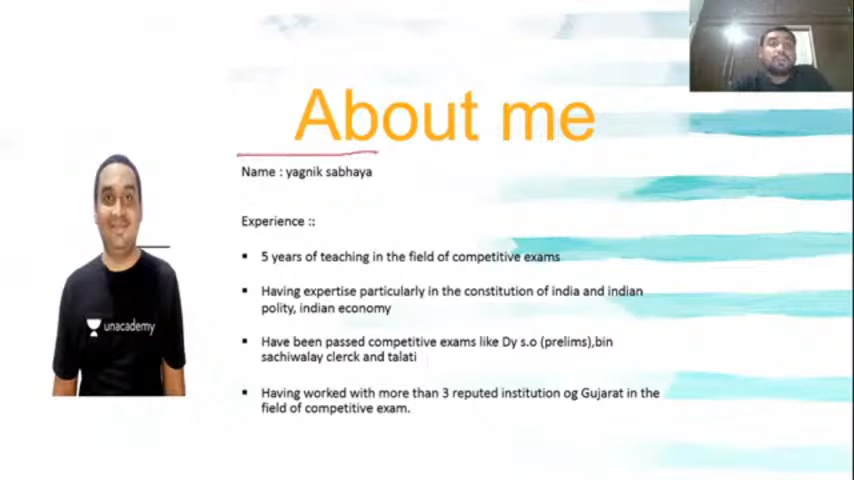 About me
Name : yagnik sabhaya
Experience ::
5 years of teaching in the field of competitive exams
Having expertise particularly in the constitution of india and indian
polity, indian economy
unacademy
Have been passed competitive exams like Dy s.o (prelims),bin
sachiwalay clerck and talati
Having worked with more than 3 reputed institution og Gujarat in the
field of competitive exam.